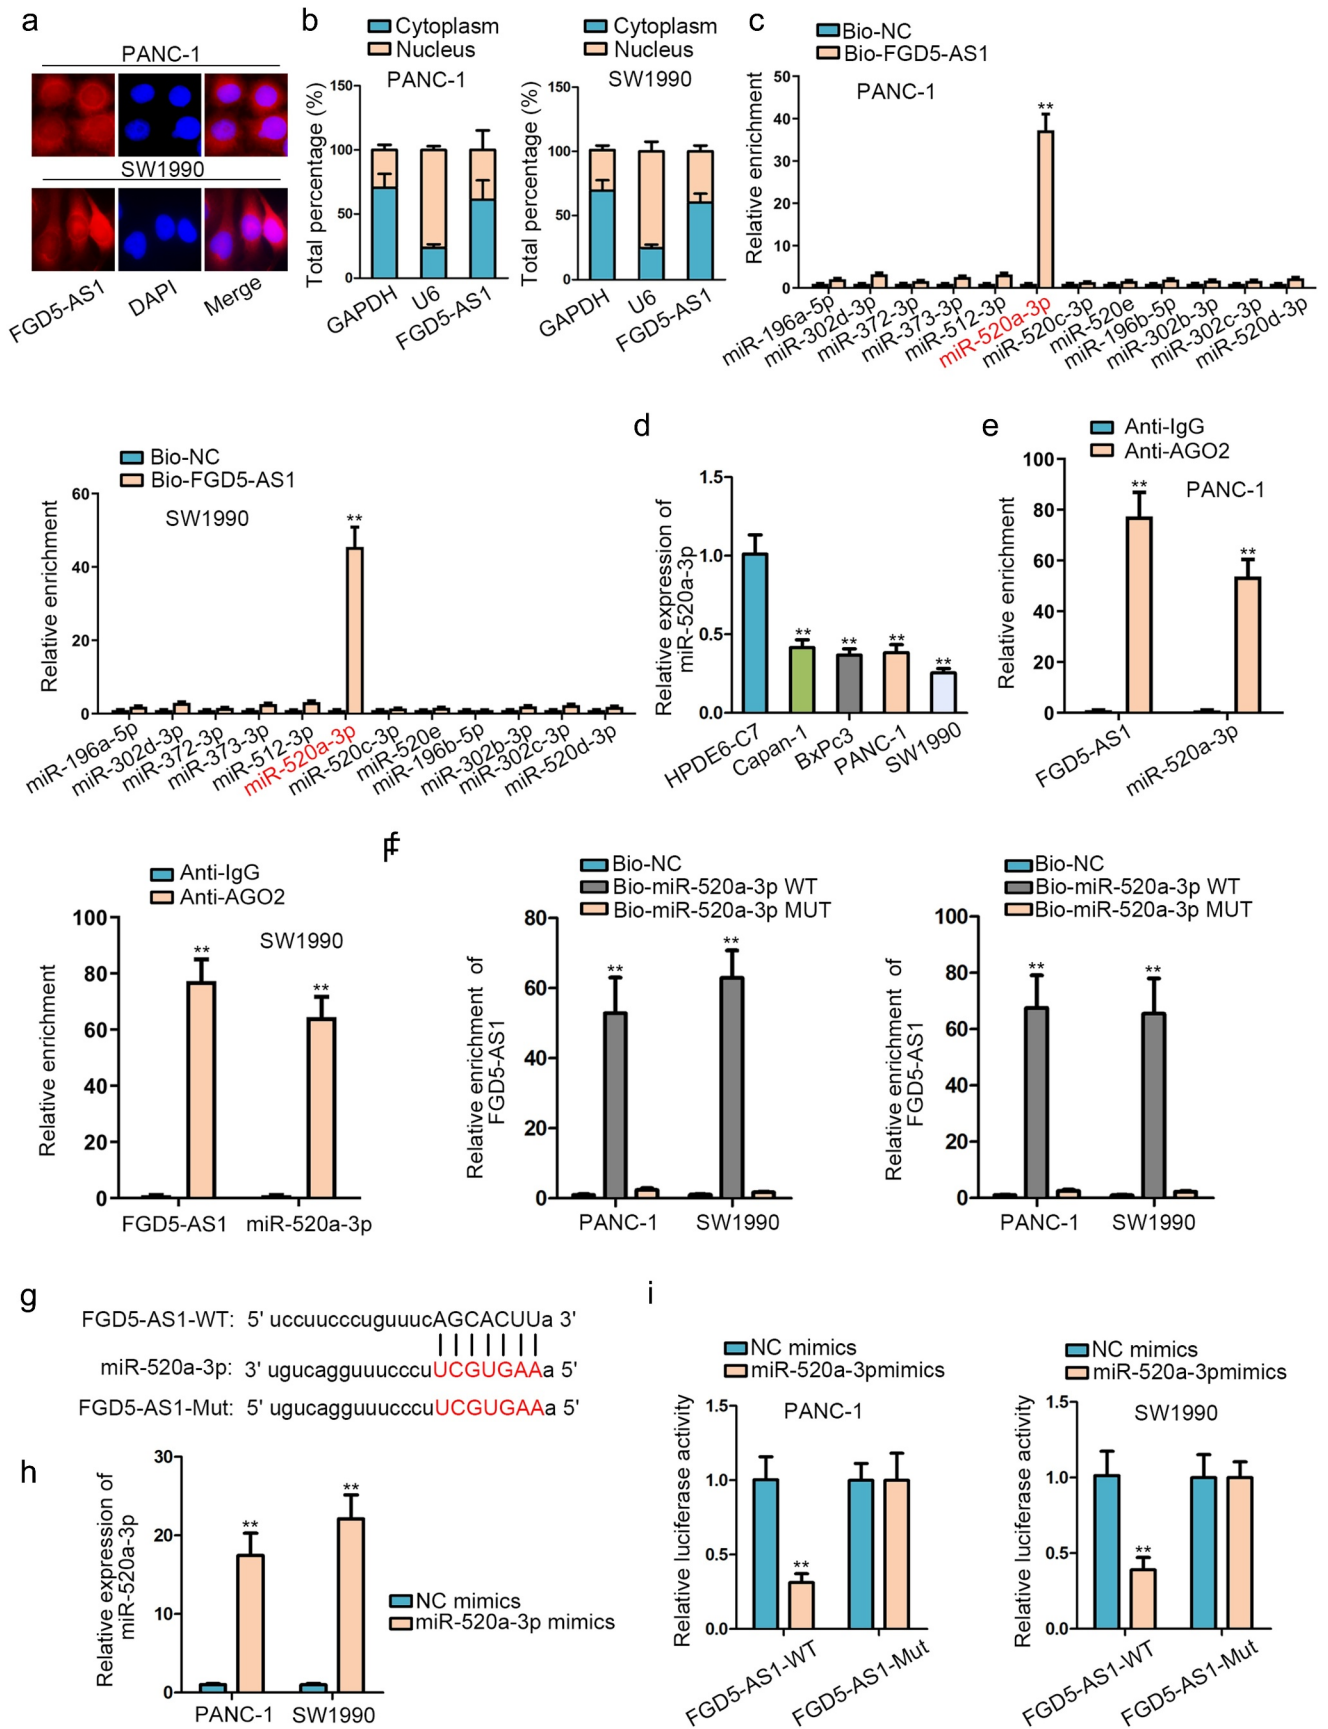 a
PANC-1
SW1990
FGD5-AS1
DAPI
Merge
b
Cytoplasm
Nucleus
PANC-1
Total percentage (%)
150
100
50
0
GAPDH
U6
FGD5-AS1
Cytoplasm
Nucleus
SW1990
Total percentage (%)
150
100
50
0
GAPDH
U6
FGD5-AS1
c
Bio-NC
Bio-FGD5-AS1
PANC-1
Relative enrichment
50
40
30
20
10
0
**
miR-196a-5p
miR-302d-3p
miR-372-3p
miR-373-3p
miR-512-3p
miR-520a-3p
miR-520c-3p
miR-520e
miR-196b-5p
miR-302b-3p
miR-302c-3p
miR-520d-3p
Bio-NC
Bio-FGD5-AS1
SW1990
Relative enrichment
60
40
20
0
**
miR-196a-5p
miR-302d-3p
miR-372-3p
miR-373-3p
miR-512-3p
miR-520a-3p
miR-520c-3p
miR-520e
miR-196b-5p
miR-302b-3p
miR-302c-3p
miR-520d-3p
d
Relative expression of
miR-520a-3p
1.5
1.0
0.5
0.0
**
**
**
**
HPDE6-C7
Capan-1
BxPc3
PANC-1
SW1990
e
Anti-IgG
Anti-AGO2
PANC-1
Relative enrichment
100
80
60
40
20
0
**
**
FGD5-AS1
miR-520a-3p
Anti-IgG
Anti-AGO2
SW1990
Relative enrichment
100
80
60
40
20
0
**
**
FGD5-AS1
miR-520a-3p
f
Bio-NC
Bio-miR-520a-3p WT
Bio-miR-520a-3p MUT
Relative enrichment of
FGD5-AS1
80
60
40
20
0
**
**
PANC-1
SW1990
Bio-NC
Bio-miR-520a-3p WT
Bio-miR-520a-3p MUT
Relative enrichment of
FGD5-AS1
100
80
60
40
20
0
**
**
PANC-1
SW1990
g
FGD5-AS1-WT: 5' uccuucccuguuucAGCACUUa 3'
miR-520a-3p: 3' ugucagguuucccuUCGUGAAa 5'
FGD5-AS1-Mut: 5' ugucagguuucccuUCGUGAAa 5'
h
Relative expression of
miR-520a-3p
30
20
10
0
**
**
PANC-1
SW1990
NC mimics
miR-520a-3p mimics
i
NC mimics
miR-520a-3pmimics
PANC-1
Relative luciferase activity
1.5
1.0
0.5
0.0
**
FGD5-AS1-WT
FGD5-AS1-Mut
NC mimics
miR-520a-3pmimics
SW1990
Relative luciferase activity
1.5
1.0
0.5
0.0
**
FGD5-AS1-WT
FGD5-AS1-Mut